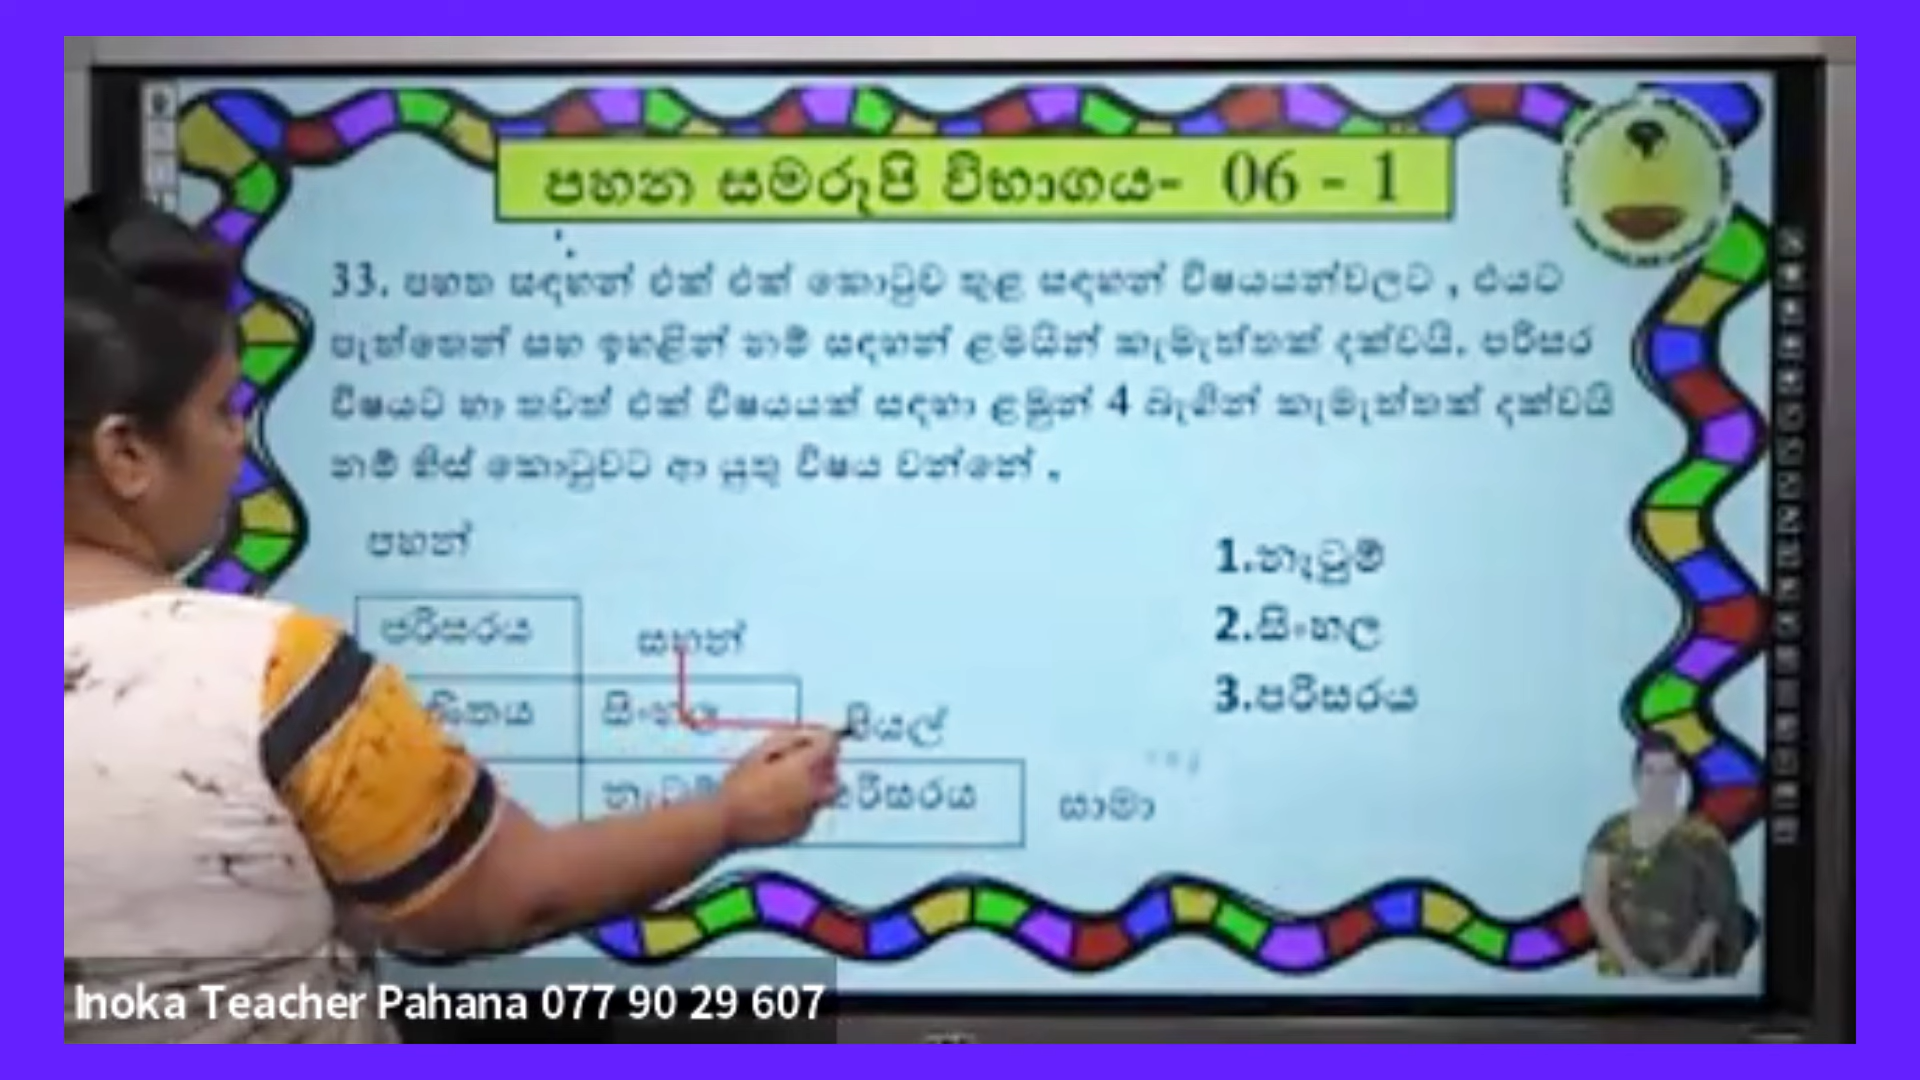 පහන සමරූපි විභාගය- 06 - 1
33. පහත සඳහන් එක් එක් කොටුව තුළ සඳහන් විෂයයන්වලට , එයට
පැත්තෙන් සහ ඉහළින් නම් සඳහන් ළමයින් කැමැත්තක් දක්වයි. පරිසර
විෂයට හා තවත් එක් විෂයයක් සඳහා ළමුන් 4 බැගින් කැමැත්තක් දක්වයි
නම් හිස් කොටුවට ආ යුතු විෂය වන්නේ ,
පහන්
1.නැටුම්
පරිසරය
සහන්
2.සිංහල
සිංහල
පියල්
3.පරිසරය
නැටුම්
පරිසරය
සාමා
Inoka Teacher Pahana 077 90 29 607